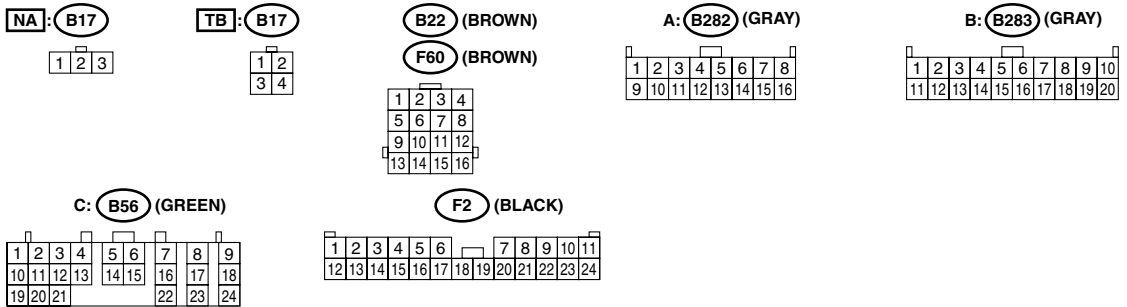 NA : B17
1 2 3
TB : B17
1 2
3 4
B22 (BROWN)
F60 (BROWN)
1 2 3 4
5 6 7 8
9 10 11 12
13 14 15 16
A: B282 (GRAY)
1 2 3 4 5 6 7 8
9 10 11 12 13 14 15 16
B: B283 (GRAY)
1 2 3 4 5 6 7 8 9 10
11 12 13 14 15 16 17 18 19 20
C: B56 (GREEN)
1 2 3 4 5 6 7 8 9
10 11 12 13 14 15 16 17 18
19 20 21 22 23 24
F2 (BLACK)
1 2 3 4 5 6 7 8 9 10 11
12 13 14 15 16 17 18 19 20 21 22 23 24